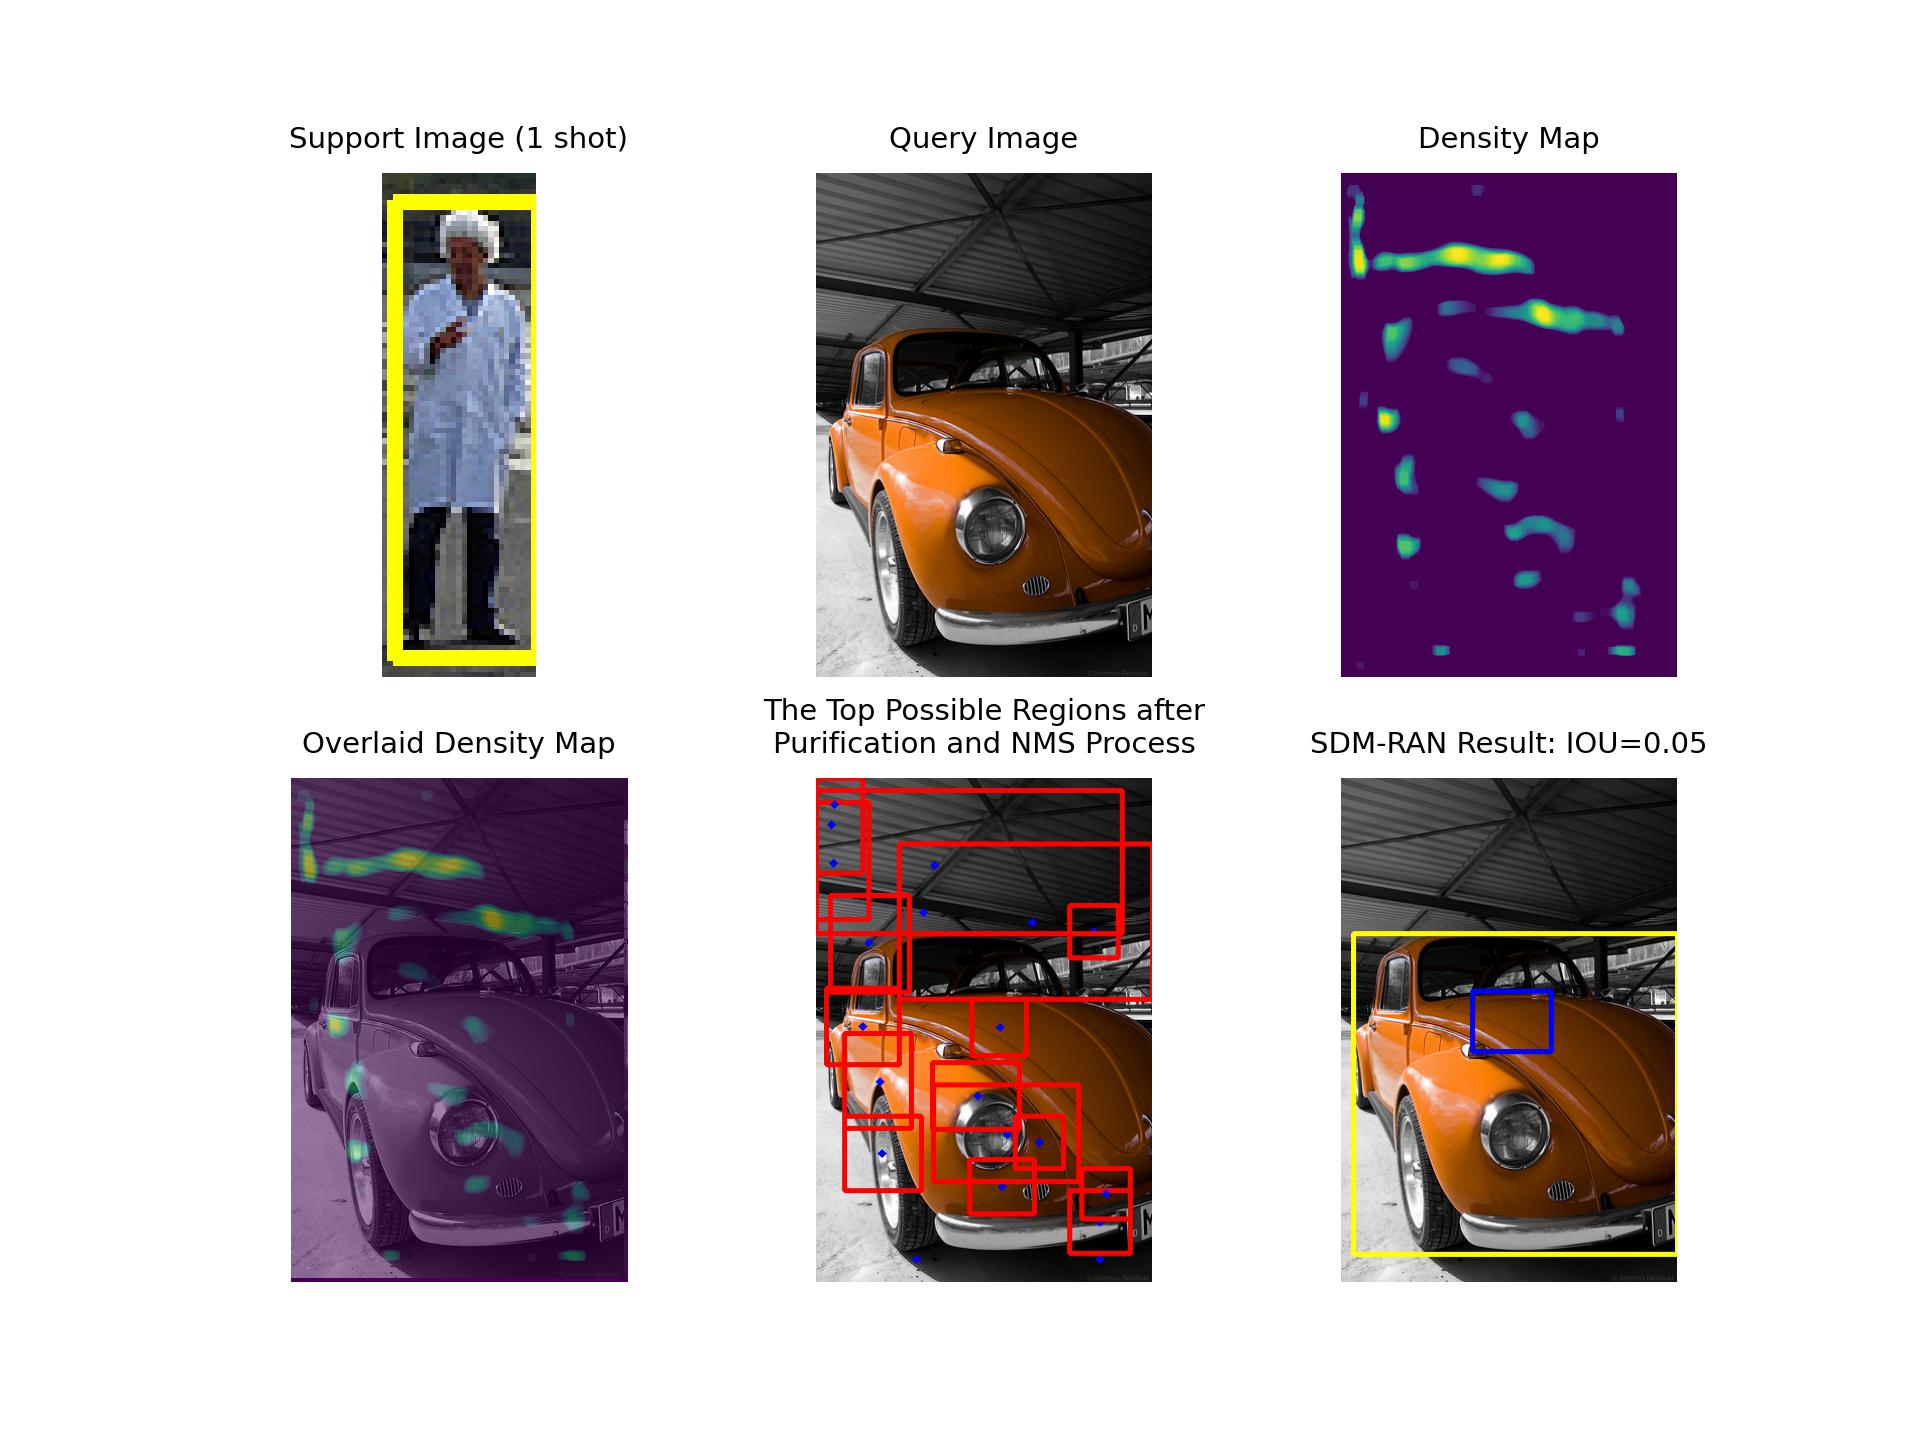 Support Image (1 shot)
Query Image
Density Map
Overlaid Density Map
The Top Possible Regions after
Purification and NMS Process
SDM-RAN Result: IOU=0.05